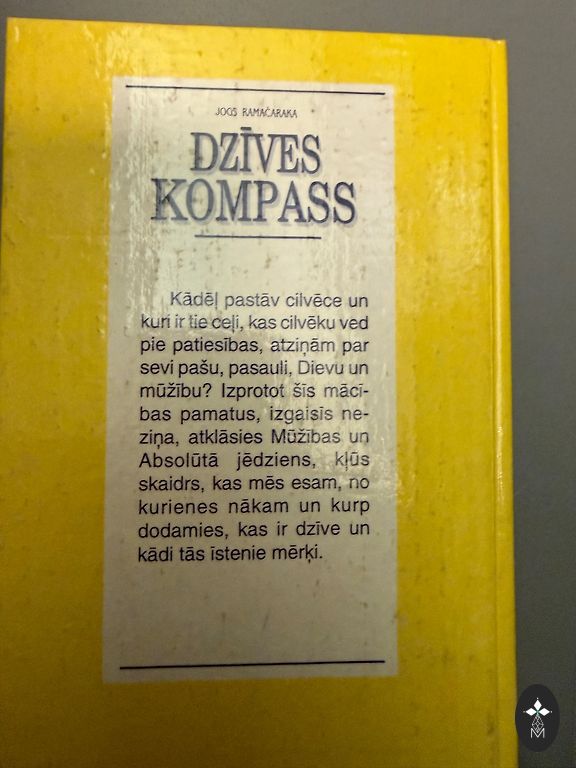 JOGS RAMAČARAKA
DZĪVES
KOMPASS
Kādēļ pastāv cilvēce un
kuri ir tie ceļi, kas cilvēku ved
pie patiesības, atziņām par
sevi pašu, pasauli, Dievu un
mūžību? Izprotot šīs mācī-
bas pamatus, izgaisīs ne-
ziņa, atklāsies Mūžības un
Absolūtā jēdziens, kļūs
skaidrs, kas mēs esam, no
kurienes nākam un kurp
dodamies, kas ir dzīve un
kādi tās īstenie mērķi.
M